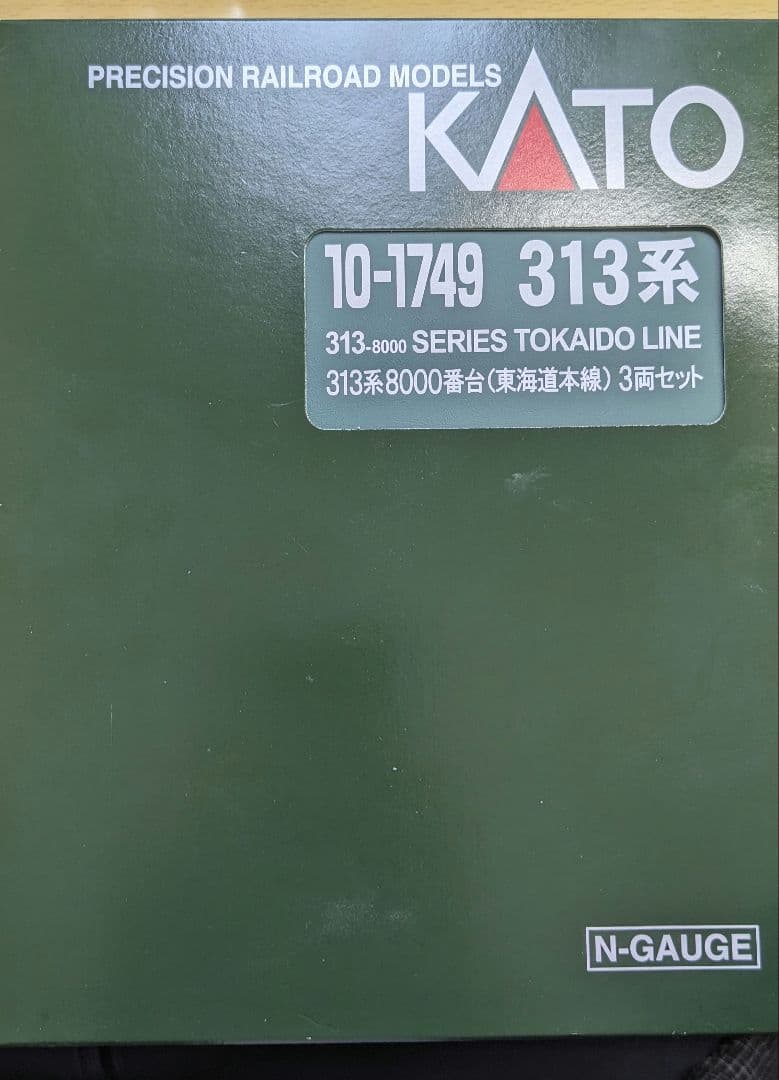 PRECISION RAILROAD MODELS
KATO
10-1749 313系
313-8000 SERIES TOKAIDO LINE
313系8000番台(東海道本線) 3両セット
N-GAUGE